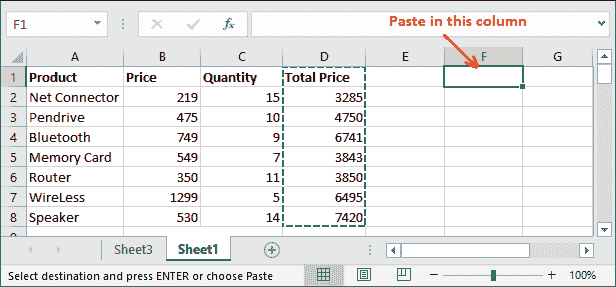 Paste in this column
F1
fx
A B C D E F G
1 Product Price Quantity Total Price
2 Net Connector 219 15 3285
3 Pendrive 475 10 4750
4 Bluetooth 749 9 6741
5 Memory Card 549 7 3843
6 Router 350 11 3850
7 WireLess 1299 5 6495
8 Speaker 530 14 7420
Sheet3 Sheet1
Select destination and press ENTER or choose Paste 100%